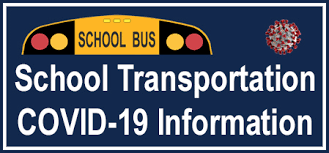 SCHOOL BUS
School Transportation
COVID-19 Information